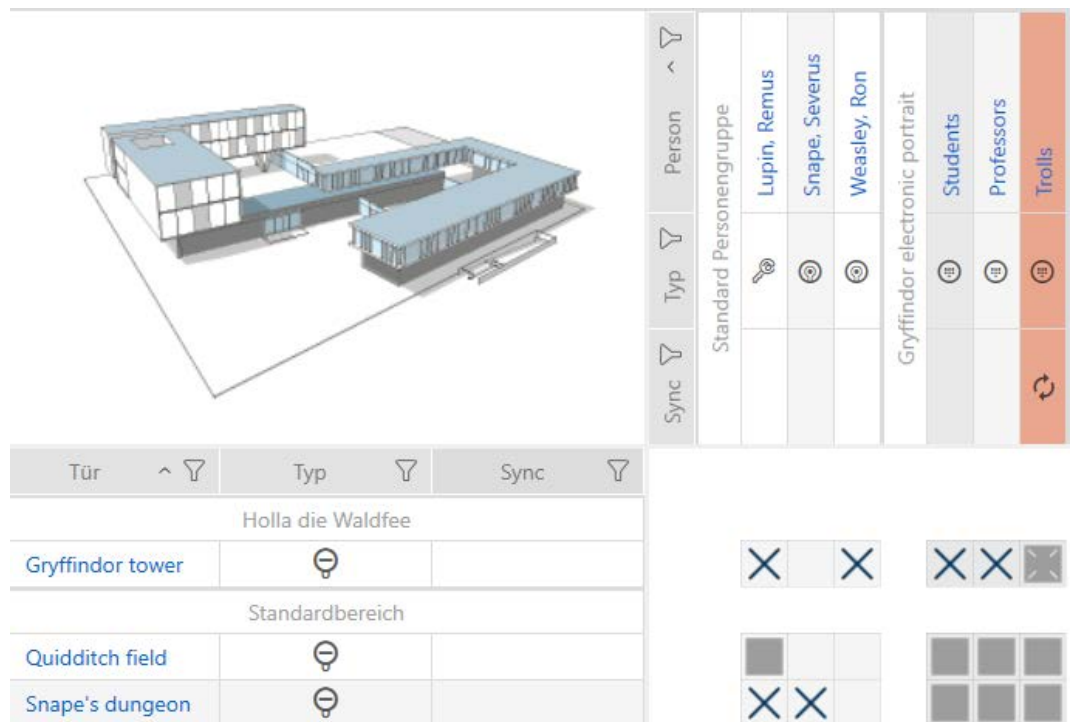 Person
Typ
Sync
Standard Personengruppe
Lupin, Remus
Snape, Severus
Weasley, Ron
Gryffindor electronic portrait
Students
Professors
Trolls
Tür Typ Sync
Holla die Waldfee
Gryffindor tower
Standardbereich
Quidditch field
Snape's dungeon